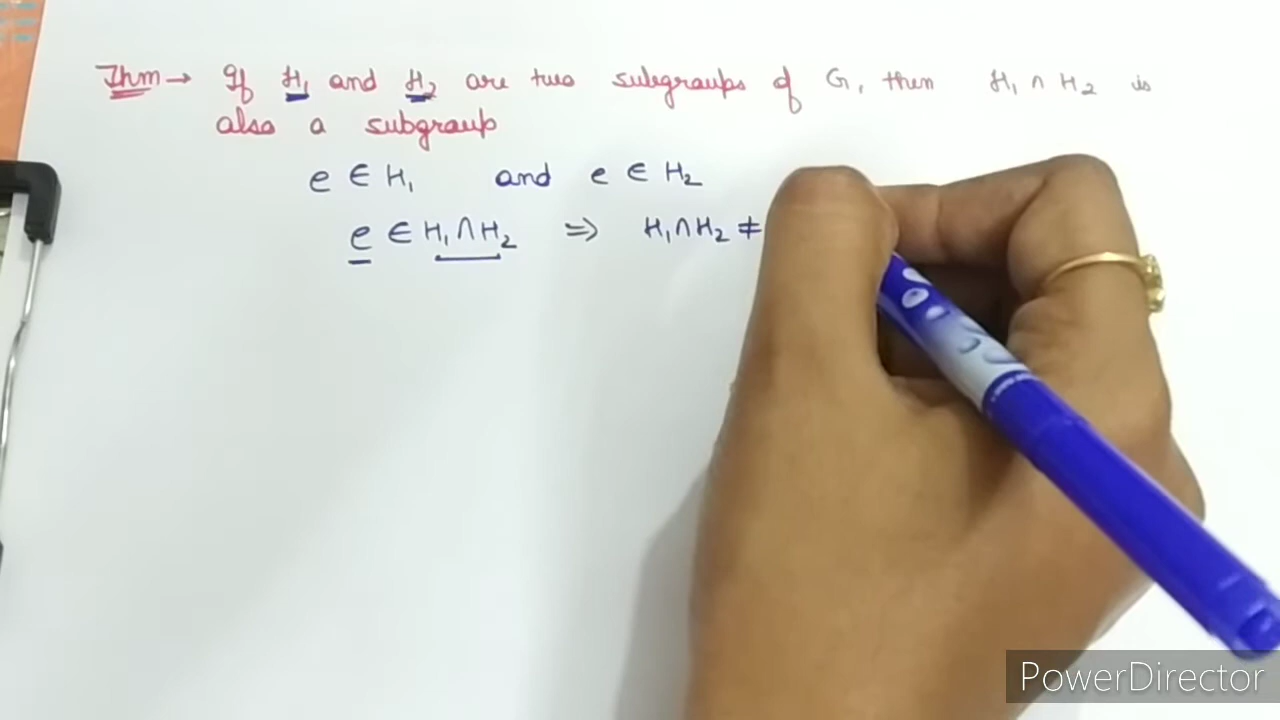 Thm → If H₁ and H₂ are two subgroups of G, then H₁ ∩ H₂ is
also a subgroup
e ∈ H₁ and e ∈ H₂
e ∈ H₁∩H₂ ⇒ H₁∩H₂ ≠
PowerDirector